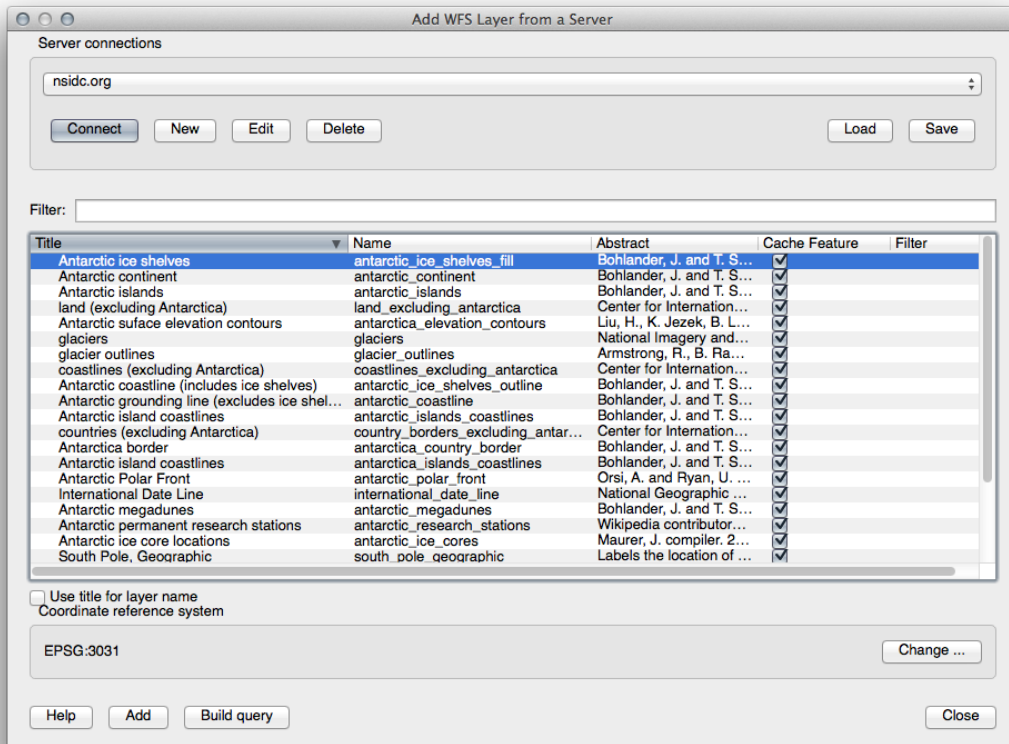 Add WFS Layer from a Server
Server connections
nsidc.org
Connect New Edit Delete Load Save
Filter:
Title Name Abstract Cache Feature Filter
Antarctic ice shelves antarctic_ice_shelves_fill Bohlander, J. and T. S...
Antarctic continent antarctic_continent Bohlander, J. and T. S...
Antarctic islands antarctic_islands Bohlander, J. and T. S...
land (excluding Antarctica) land_excluding_antarctica Center for Internation...
Antarctic suface elevation contours antarctica_elevation_contours Liu, H., K. Jezek, B. L...
glaciers glaciers National Imagery and...
glacier outlines glacier_outlines Armstrong, R., B. Ra...
coastlines (excluding Antarctica) coastlines_excluding_antarctica Center for Internation...
Antarctic coastline (includes ice shelves) antarctic_ice_shelves_outline Bohlander, J. and T. S...
Antarctic grounding line (excludes ice shel... antarctic_coastline Bohlander, J. and T. S...
Antarctic island coastlines antarctic_islands_coastlines Bohlander, J. and T. S...
countries (excluding Antarctica) country_borders_excluding_antar... Center for Internation...
Antarctica border antarctica_country_border Bohlander, J. and T. S...
Antarctic island coastlines antarctica_islands_coastlines Bohlander, J. and T. S...
Antarctic Polar Front antarctic_polar_front Orsi, A. and Ryan, U. ...
International Date Line international_date_line National Geographic ...
Antarctic megadunes antarctic_megadunes Bohlander, J. and T. S...
Antarctic permanent research stations antarctic_research_stations Wikipedia contributor...
Antarctic ice core locations antarctic_ice_cores Maurer, J. compiler. 2...
South Pole, Geographic south_pole_geographic Labels the location of ...
Use title for layer name
Coordinate reference system
EPSG:3031 Change ...
Help Add Build query Close